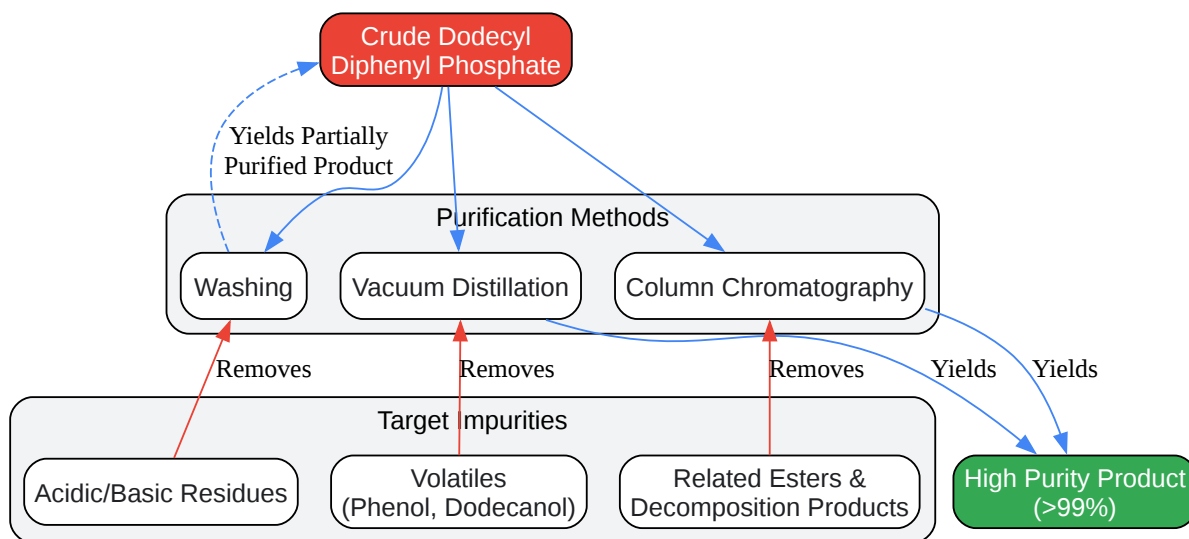 Crude Dodecyl
Diphenyl Phosphate
Yields Partially
Purified Product
Purification Methods
Washing
Vacuum Distillation
Column Chromatography
Removes
Removes
Removes
Yields
Yields
Target Impurities
Acidic/Basic Residues
Volatiles
(Phenol, Dodecanol)
Related Esters &
Decomposition Products
High Purity Product
(>99%)